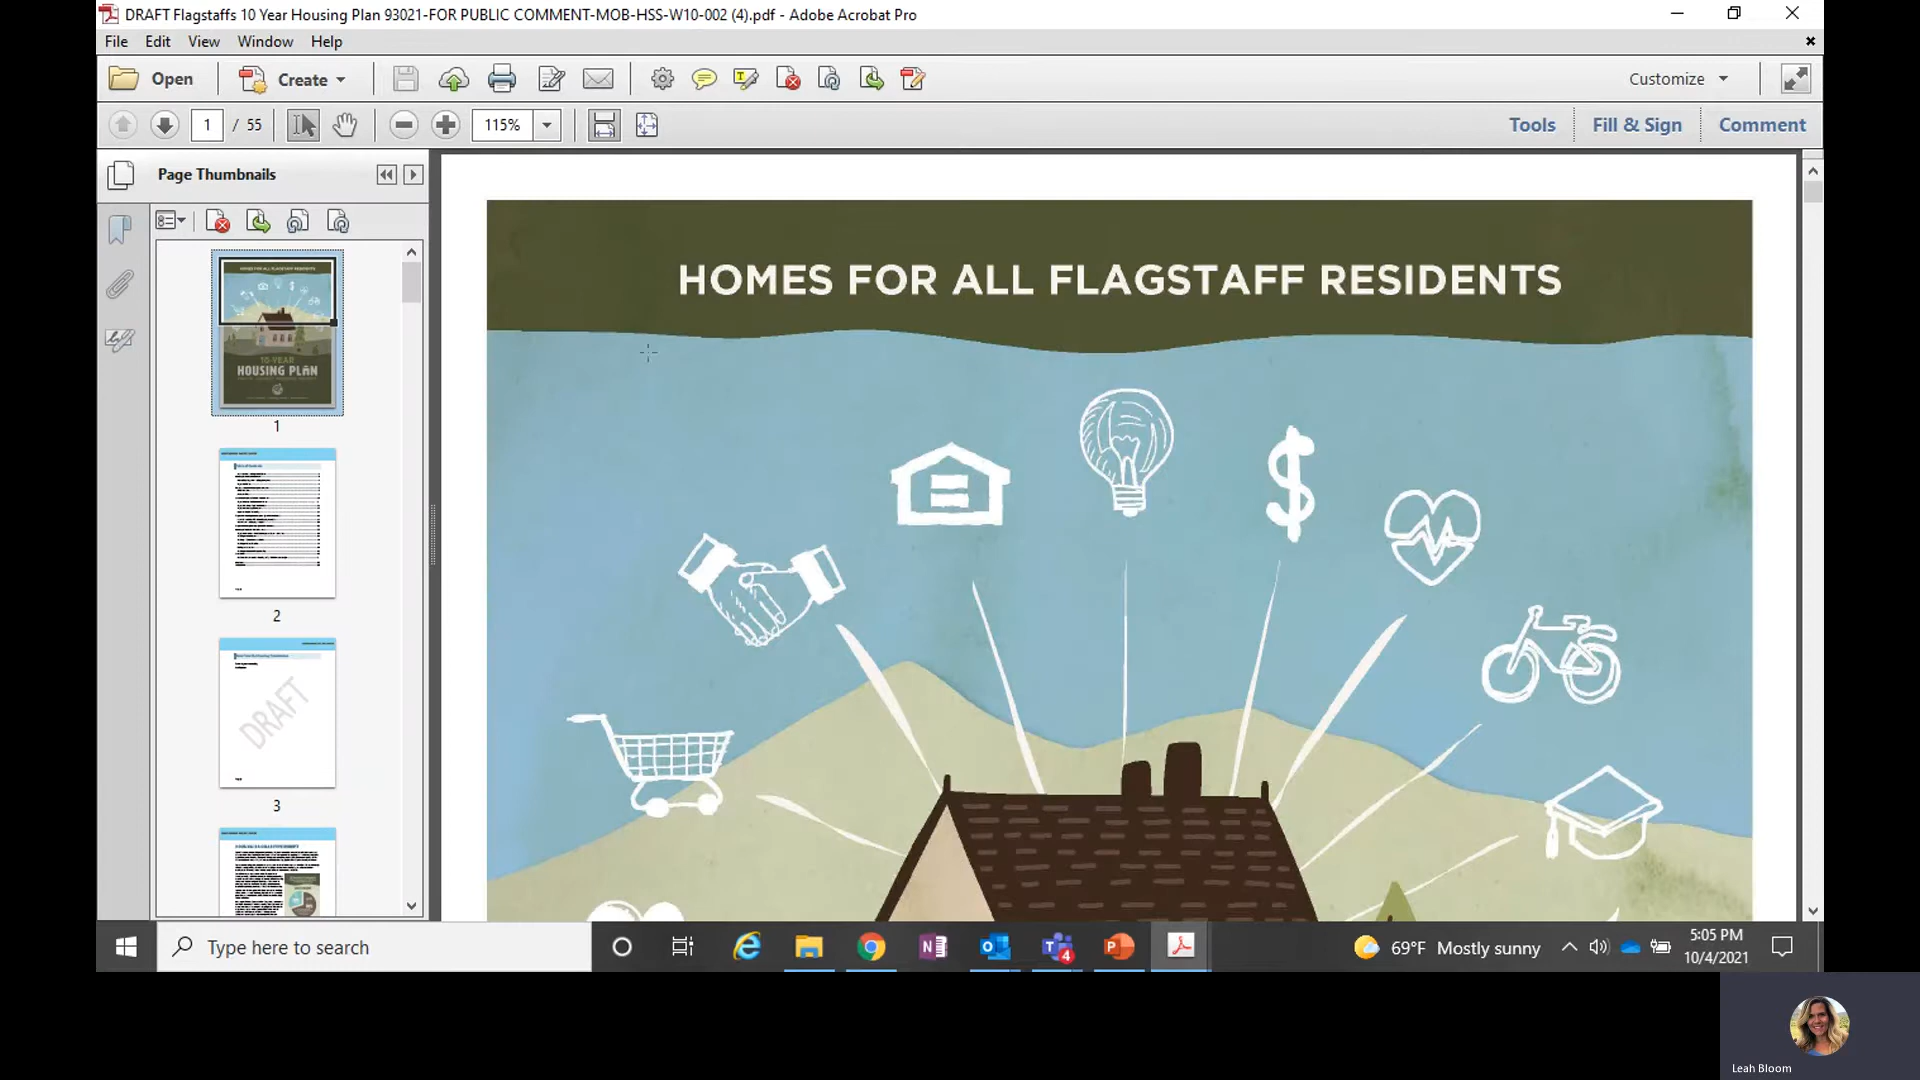 DRAFT Flagstaffs 10 Year Housing Plan 93021-FOR PUBLIC COMMENT-MOB-HSS-W10-002 (4).pdf - Adobe Acrobat Pro
File Edit View Window Help
Open Create Customize
1 / 55 115% Tools Fill & Sign Comment
Page Thumbnails
HOMES FOR ALL FLAGSTAFF RESIDENTS
10-YEAR
HOUSING PLAN
1
2
DRAFT
3
Type here to search
4
69°F Mostly sunny
5:05 PM
10/4/2021
Leah Bloom